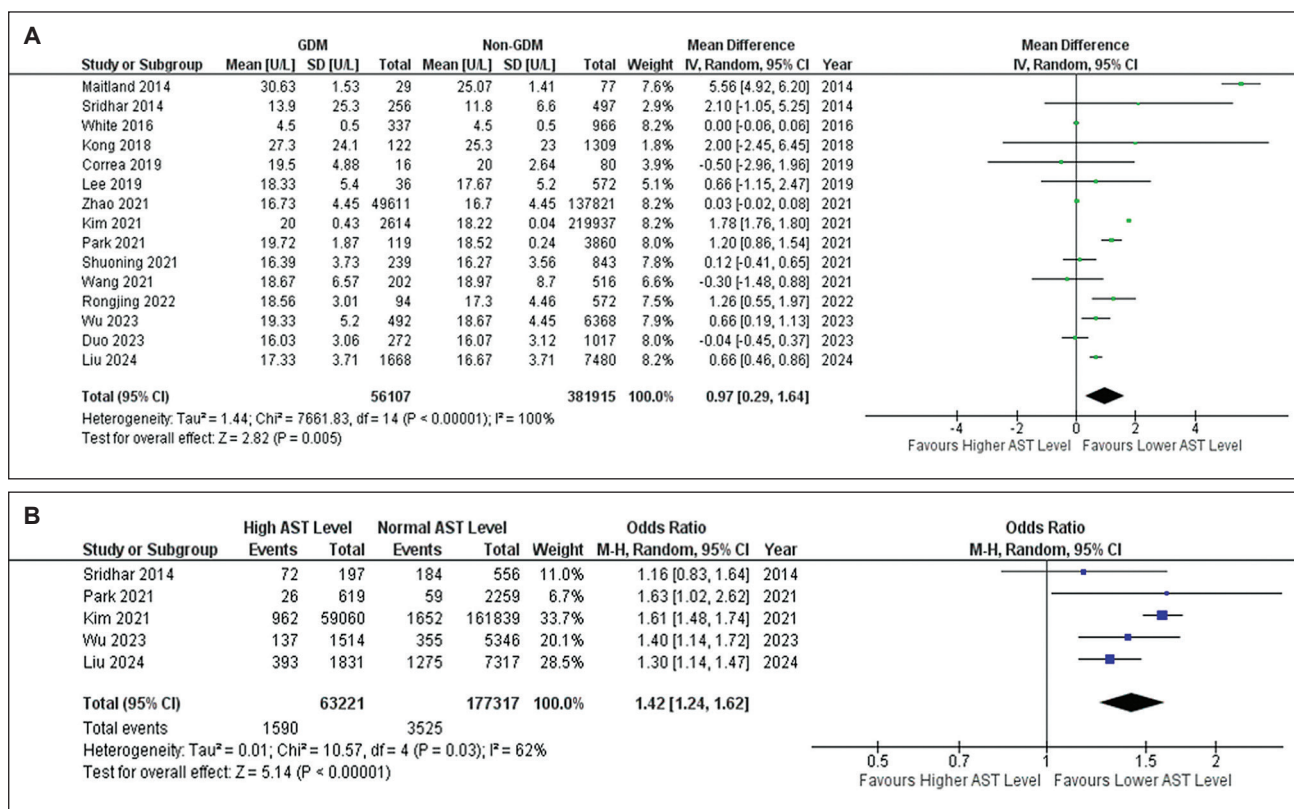 A
GDM Non-GDM Mean Difference Mean Difference
Study or Subgroup Mean [U/L] SD [U/L] Total Mean [U/L] SD [U/L] Total Weight IV, Random, 95% CI Year IV, Random, 95% CI
Maitland 2014 30.63 1.53 29 25.07 1.41 77 7.6% 5.56 [4.92, 6.20] 2014
Sridhar 2014 13.9 25.3 256 11.8 6.6 497 2.9% 2.10 [-1.05, 5.25] 2014
White 2016 4.5 0.5 337 4.5 0.5 966 8.2% 0.00 [-0.06, 0.06] 2016
Kong 2018 27.3 24.1 122 25.3 23 1309 1.8% 2.00 [-2.45, 6.45] 2018
Correa 2019 19.5 4.88 16 20 2.64 80 3.9% -0.50 [-2.96, 1.96] 2019
Lee 2019 18.33 5.4 36 17.67 5.2 572 5.1% 0.66 [-1.15, 2.47] 2019
Zhao 2021 16.73 4.45 49611 16.7 4.45 137821 8.2% 0.03 [-0.02, 0.08] 2021
Kim 2021 20 0.43 2614 18.22 0.04 219937 8.2% 1.78 [1.76, 1.80] 2021
Park 2021 19.72 1.87 119 18.52 0.24 3860 8.0% 1.20 [0.86, 1.54] 2021
Shuoning 2021 16.39 3.73 239 16.27 3.56 843 7.8% 0.12 [-0.41, 0.65] 2021
Wang 2021 18.67 6.57 202 18.97 8.7 516 6.6% -0.30 [-1.48, 0.88] 2021
Rongjing 2022 18.56 3.01 94 17.3 4.46 572 7.5% 1.26 [0.55, 1.97] 2022
Wu 2023 19.33 5.2 492 18.67 4.45 6368 7.9% 0.66 [0.19, 1.13] 2023
Duo 2023 16.03 3.06 272 16.07 3.12 1017 8.0% -0.04 [-0.45, 0.37] 2023
Liu 2024 17.33 3.71 1668 16.67 3.71 7480 8.2% 0.66 [0.46, 0.86] 2024
Total (95% CI) 56107 381915 100.0% 0.97 [0.29, 1.64]
Heterogeneity: Tau² = 1.44; Chi² = 7661.83, df = 14 (P < 0.00001); I² = 100%
Test for overall effect: Z = 2.82 (P = 0.005)
-4 -2 0 2 4
Favours Higher AST Level Favours Lower AST Level
B
High AST Level Normal AST Level Odds Ratio Odds Ratio
Study or Subgroup Events Total Events Total Weight M-H, Random, 95% CI Year M-H, Random, 95% CI
Sridhar 2014 72 197 184 556 11.0% 1.16 [0.83, 1.64] 2014
Park 2021 26 619 59 2259 6.7% 1.63 [1.02, 2.62] 2021
Kim 2021 962 59060 1652 161839 33.7% 1.61 [1.48, 1.74] 2021
Wu 2023 137 1514 355 5346 20.1% 1.40 [1.14, 1.72] 2023
Liu 2024 393 1831 1275 7317 28.5% 1.30 [1.14, 1.47] 2024
Total (95% CI) 63221 177317 100.0% 1.42 [1.24, 1.62]
Total events 1590 3525
Heterogeneity: Tau² = 0.01; Chi² = 10.57, df = 4 (P = 0.03); I² = 62%
Test for overall effect: Z = 5.14 (P < 0.00001)
0.5 0.7 1 1.5 2
Favours Higher AST Level Favours Lower AST Level